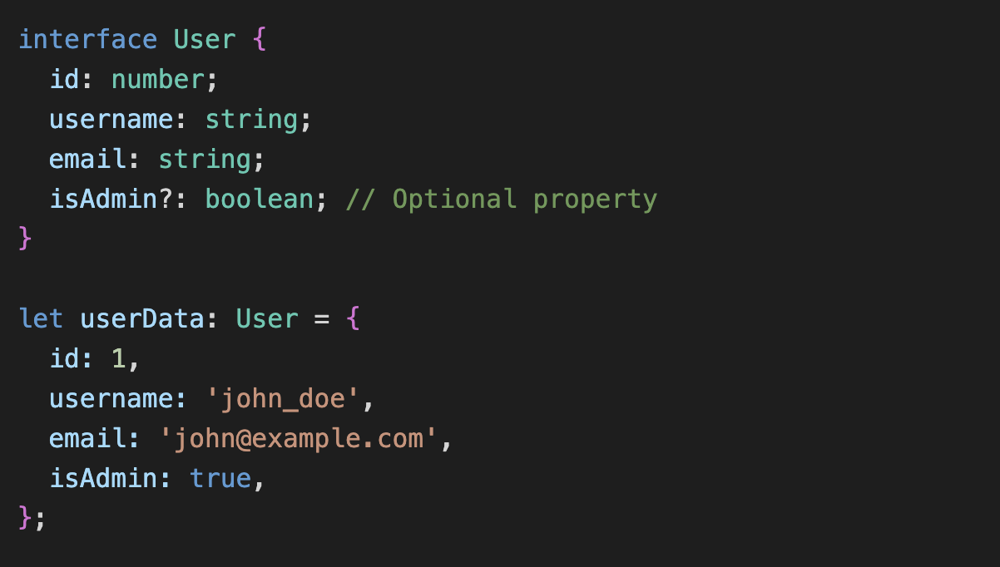 interface User {
  id: number;
  username: string;
  email: string;
  isAdmin?: boolean; // Optional property
}

let userData: User = {
  id: 1,
  username: 'john_doe',
  email: 'john@example.com',
  isAdmin: true,
};